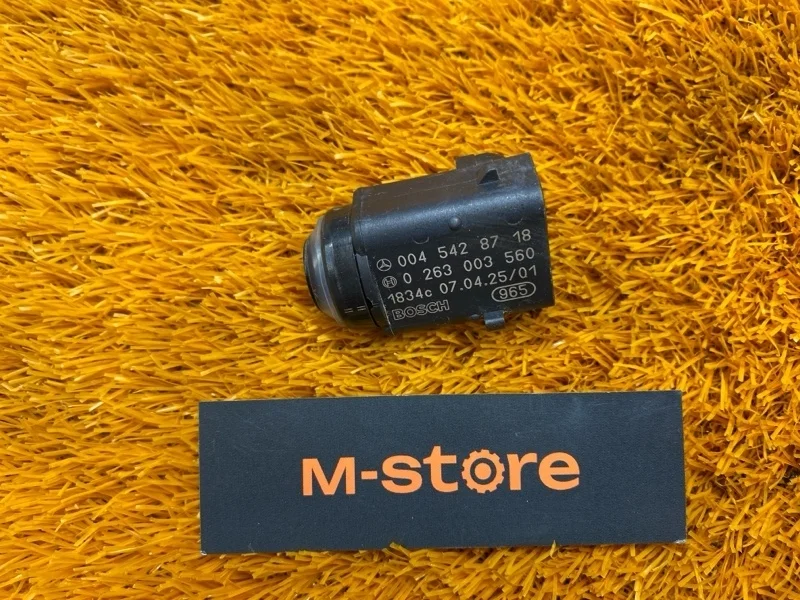 004 542 87 18
0 263 003 560
1834c 07.04.25/01
BOSCH 965
M-store